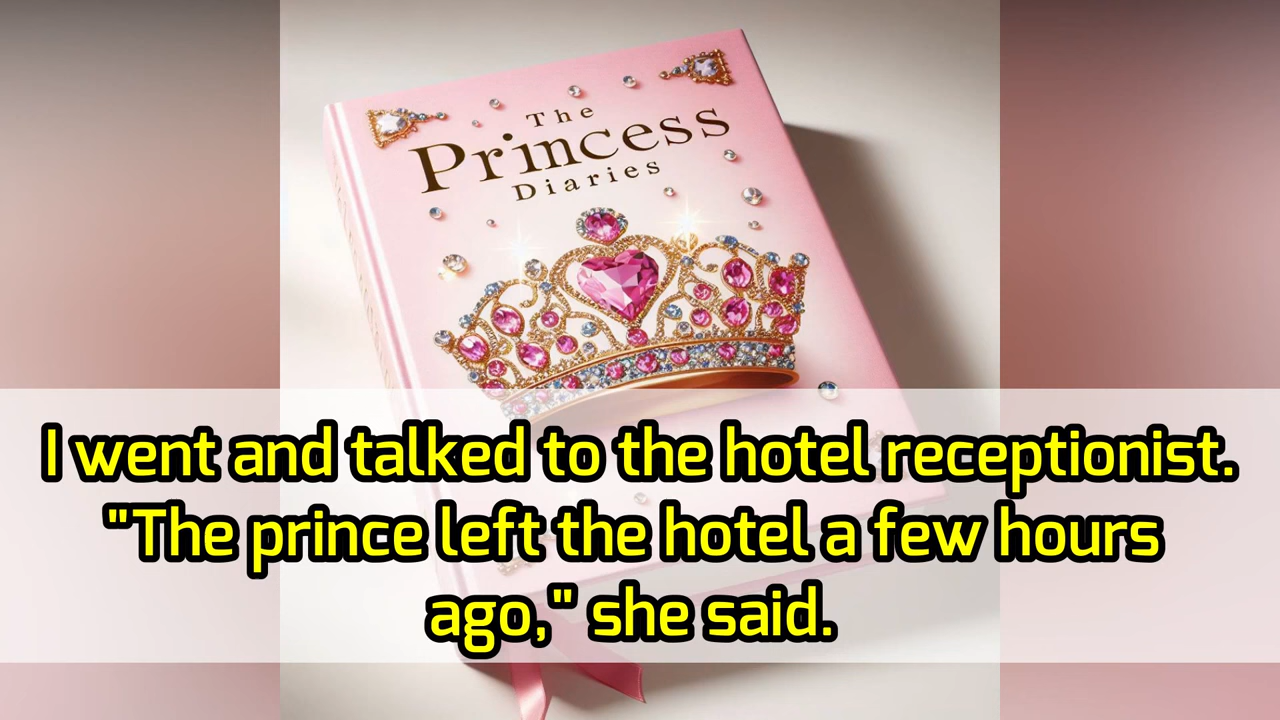 The
Princess
Diaries
I went and talked to the hotel receptionist.
"The prince left the hotel a few hours
ago," she said.